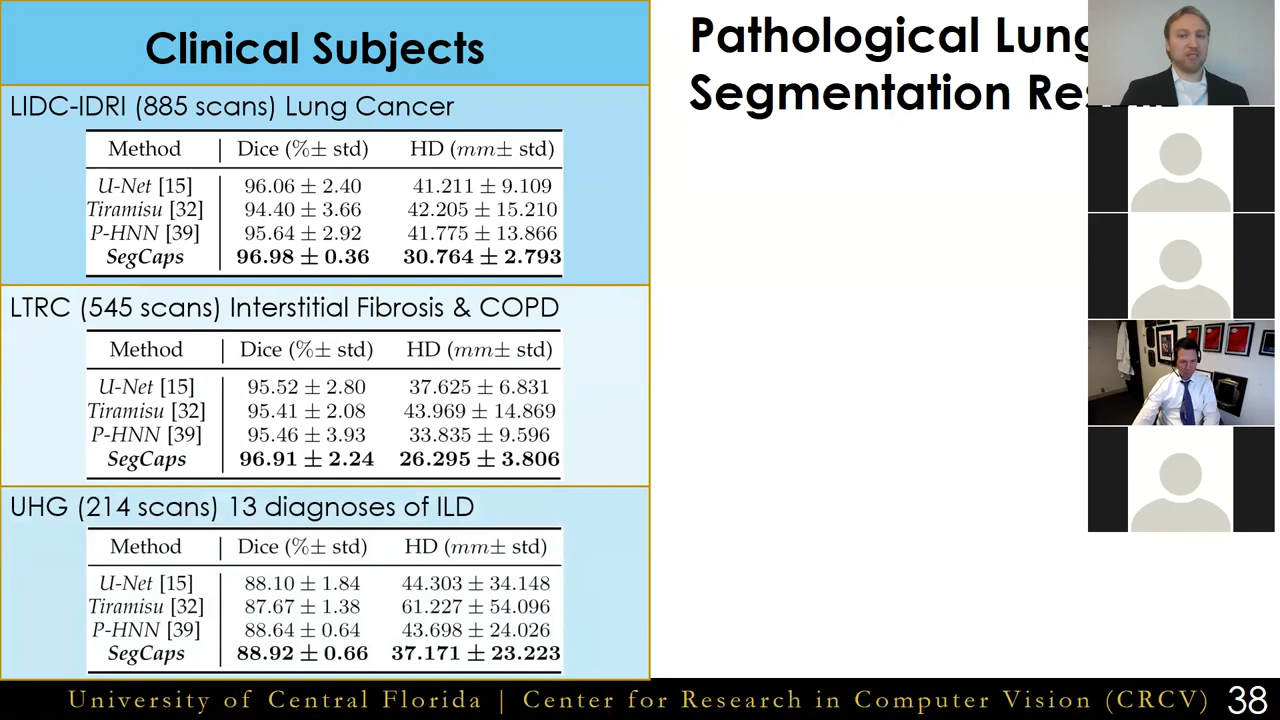 Clinical Subjects
LIDC-IDRI (885 scans) Lung Cancer
Method | Dice (%± std) HD (mm± std)
U-Net [15] 96.06 ± 2.40 41.211 ± 9.109
Tiramisu [32] 94.40 ± 3.66 42.205 ± 15.210
P-HNN [39] 95.64 ± 2.92 41.775 ± 13.866
SegCaps 96.98 ± 0.36 30.764 ± 2.793
LTRC (545 scans) Interstitial Fibrosis & COPD
Method | Dice (%± std) HD (mm± std)
U-Net [15] 95.52 ± 2.80 37.625 ± 6.831
Tiramisu [32] 95.41 ± 2.08 43.969 ± 14.869
P-HNN [39] 95.46 ± 3.93 33.835 ± 9.596
SegCaps 96.91 ± 2.24 26.295 ± 3.806
UHG (214 scans) 13 diagnoses of ILD
Method | Dice (%± std) HD (mm± std)
U-Net [15] 88.10 ± 1.84 44.303 ± 34.148
Tiramisu [32] 87.67 ± 1.38 61.227 ± 54.096
P-HNN [39] 88.64 ± 0.64 43.698 ± 24.026
SegCaps 88.92 ± 0.66 37.171 ± 23.223
Pathological Lung
Segmentation
University of Central Florida | Center for Research in Computer Vision (CRCV) 38